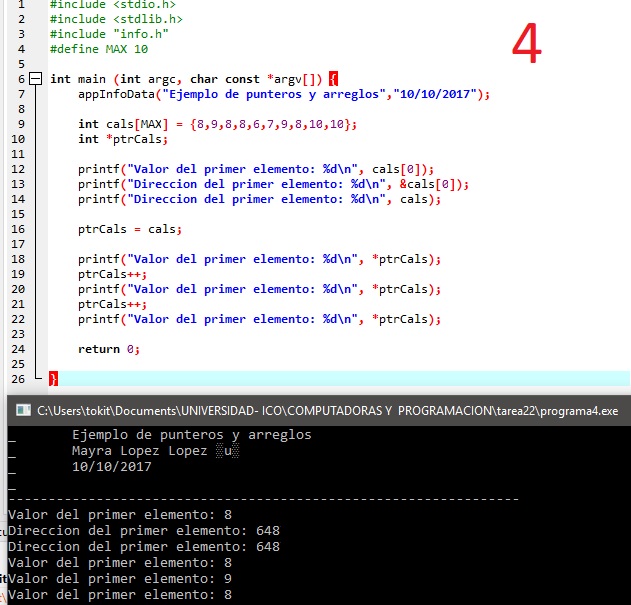 1 #include <stdio.h>
2 #include <stdlib.h>
3 #include "info.h"
4 #define MAX 10
5
6 int main (int argc, char const *argv[]) {
7 appInfoData("Ejemplo de punteros y arreglos","10/10/2017");
8
9 int cals[MAX] = {8,9,8,8,6,7,9,8,10,10};
10 int *ptrCals;
11
12 printf("Valor del primer elemento: %d\n", cals[0]);
13 printf("Direccion del primer elemento: %d\n", &cals[0]);
14 printf("Direccion del primer elemento: %d\n", cals);
15
16 ptrCals = cals;
17
18 printf("Valor del primer elemento: %d\n", *ptrCals);
19 ptrCals++;
20 printf("Valor del primer elemento: %d\n", *ptrCals);
21 ptrCals++;
22 printf("Valor del primer elemento: %d\n", *ptrCals);
23
24 return 0;
25
26 }
4
C:\Users\tokit\Documents\UNIVERSIDAD- ICO\COMPUTADORAS Y PROGRAMACION\tarea22\programa4.exe
_ Ejemplo de punteros y arreglos
_ Mayra Lopez Lopez ▒u▒
_ 10/10/2017
_
----------------------------------------------------------------
Valor del primer elemento: 8
Direccion del primer elemento: 648
Direccion del primer elemento: 648
Valor del primer elemento: 8
Valor del primer elemento: 9
Valor del primer elemento: 8